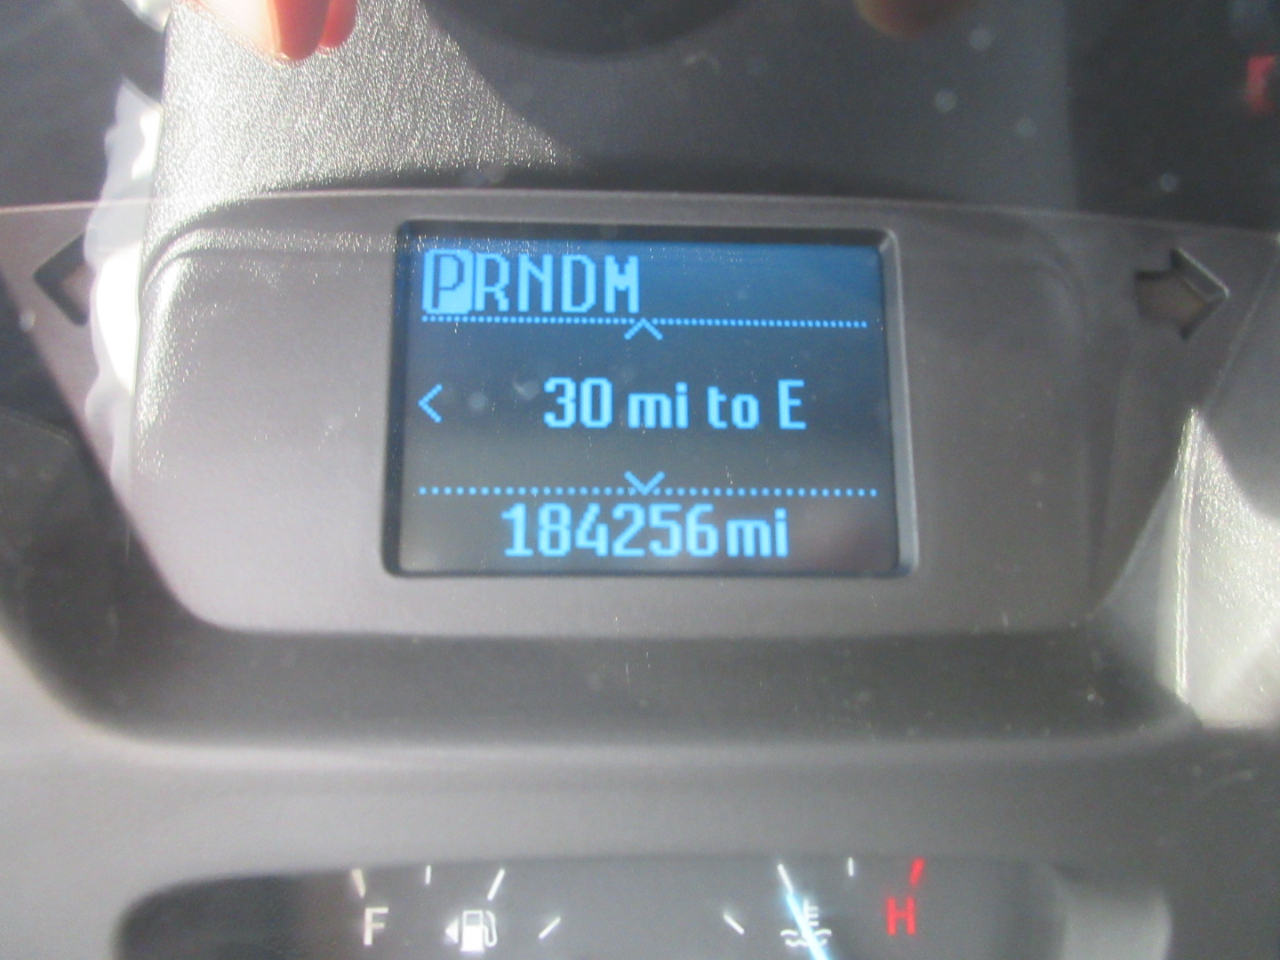 PRNDM
30 mi to E
184256mi
F H